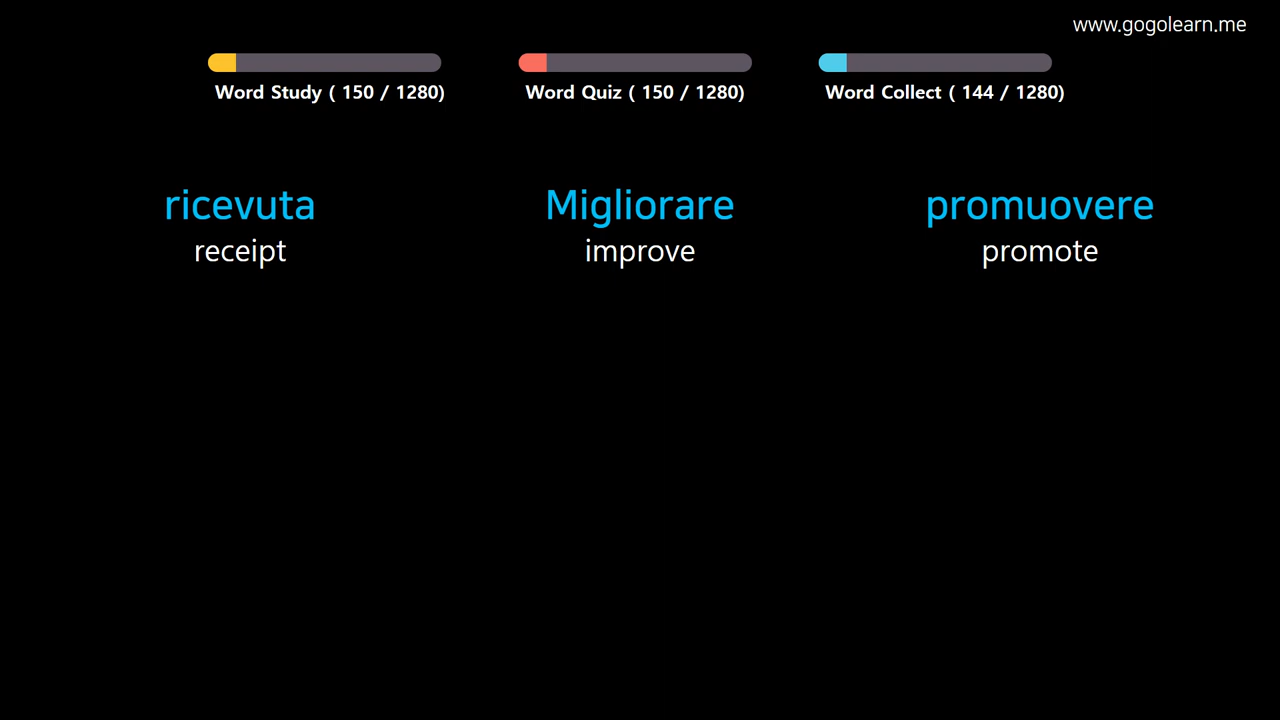 www.gogolearn.me
Word Study ( 150 / 1280)
Word Quiz ( 150 / 1280)
Word Collect ( 144 / 1280)
ricevuta
receipt
Migliorare
improve
promuovere
promote